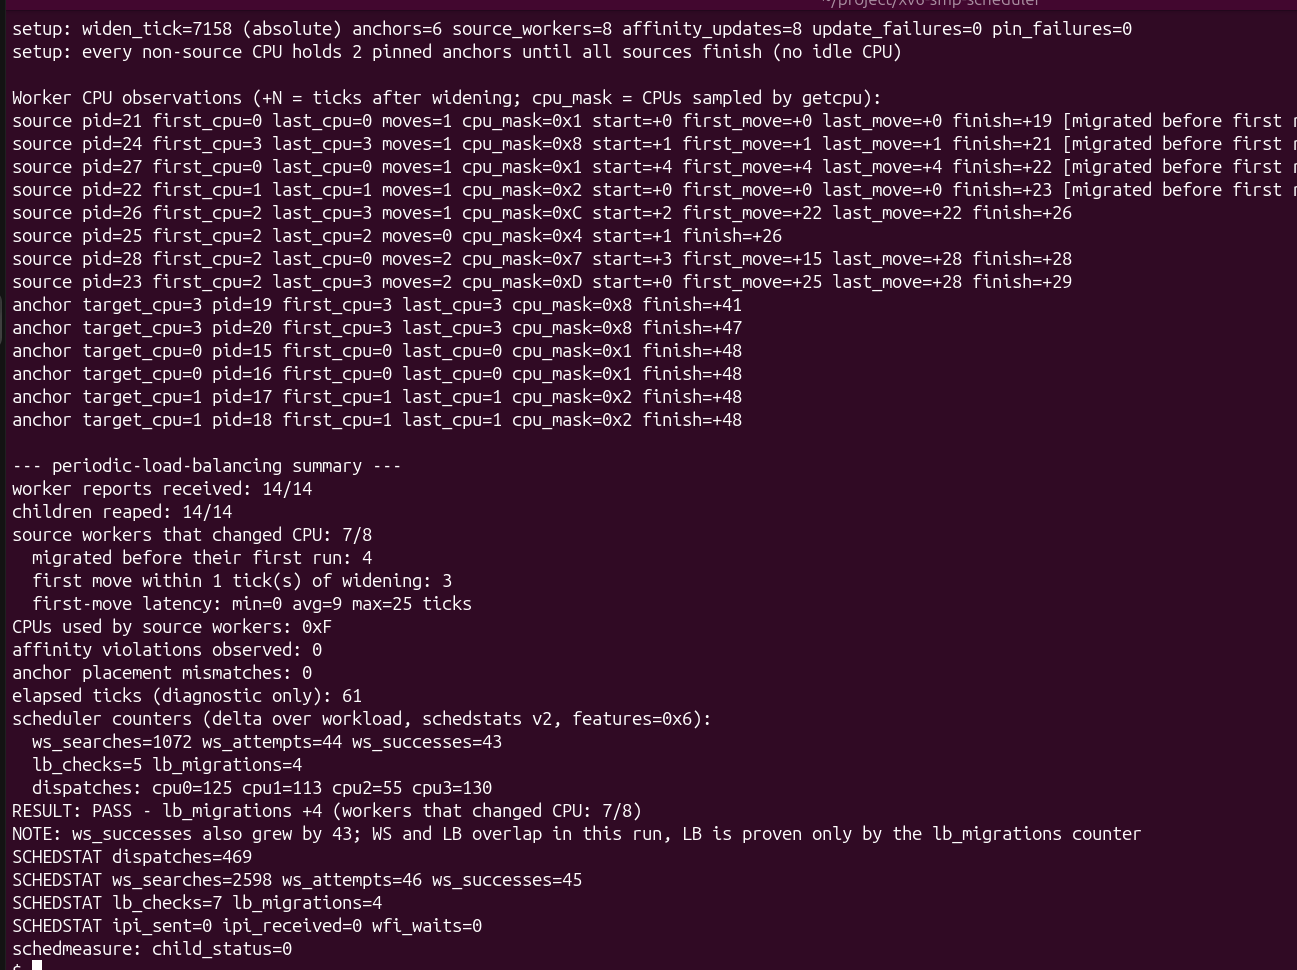 ~/project/xv6-smp-scheduler
setup: widen_tick=7158 (absolute) anchors=6 source_workers=8 affinity_updates=8 update_failures=0 pin_failures=0
setup: every non-source CPU holds 2 pinned anchors until all sources finish (no idle CPU)
Worker CPU observations (+N = ticks after widening; cpu_mask = CPUs sampled by getcpu):
source pid=21 first_cpu=0 last_cpu=0 moves=1 cpu_mask=0x1 start=+0 first_move=+0 last_move=+0 finish=+19 [migrated before first
source pid=24 first_cpu=3 last_cpu=3 moves=1 cpu_mask=0x8 start=+1 first_move=+1 last_move=+1 finish=+21 [migrated before first
source pid=27 first_cpu=0 last_cpu=0 moves=1 cpu_mask=0x1 start=+4 first_move=+4 last_move=+4 finish=+22 [migrated before first
source pid=22 first_cpu=1 last_cpu=1 moves=1 cpu_mask=0x2 start=+0 first_move=+0 last_move=+0 finish=+23 [migrated before first
source pid=26 first_cpu=2 last_cpu=3 moves=1 cpu_mask=0xC start=+2 first_move=+22 last_move=+22 finish=+26
source pid=25 first_cpu=2 last_cpu=2 moves=0 cpu_mask=0x4 start=+1 finish=+26
source pid=28 first_cpu=2 last_cpu=0 moves=2 cpu_mask=0x7 start=+3 first_move=+15 last_move=+28 finish=+28
source pid=23 first_cpu=2 last_cpu=3 moves=2 cpu_mask=0xD start=+0 first_move=+25 last_move=+28 finish=+29
anchor target_cpu=3 pid=19 first_cpu=3 last_cpu=3 cpu_mask=0x8 finish=+41
anchor target_cpu=3 pid=20 first_cpu=3 last_cpu=3 cpu_mask=0x8 finish=+47
anchor target_cpu=0 pid=15 first_cpu=0 last_cpu=0 cpu_mask=0x1 finish=+48
anchor target_cpu=0 pid=16 first_cpu=0 last_cpu=0 cpu_mask=0x1 finish=+48
anchor target_cpu=1 pid=17 first_cpu=1 last_cpu=1 cpu_mask=0x2 finish=+48
anchor target_cpu=1 pid=18 first_cpu=1 last_cpu=1 cpu_mask=0x2 finish=+48
--- periodic-load-balancing summary ---
worker reports received: 14/14
children reaped: 14/14
source workers that changed CPU: 7/8
migrated before their first run: 4
first move within 1 tick(s) of widening: 3
first-move latency: min=0 avg=9 max=25 ticks
CPUs used by source workers: 0xF
affinity violations observed: 0
anchor placement mismatches: 0
elapsed ticks (diagnostic only): 61
scheduler counters (delta over workload, schedstats v2, features=0x6):
ws_searches=1072 ws_attempts=44 ws_successes=43
lb_checks=5 lb_migrations=4
dispatches: cpu0=125 cpu1=113 cpu2=55 cpu3=130
RESULT: PASS - lb_migrations +4 (workers that changed CPU: 7/8)
NOTE: ws_successes also grew by 43; WS and LB overlap in this run, LB is proven only by the lb_migrations counter
SCHEDSTAT dispatches=469
SCHEDSTAT ws_searches=2598 ws_attempts=46 ws_successes=45
SCHEDSTAT lb_checks=7 lb_migrations=4
SCHEDSTAT ipi_sent=0 ipi_received=0 wfi_waits=0
schedmeasure: child_status=0
$